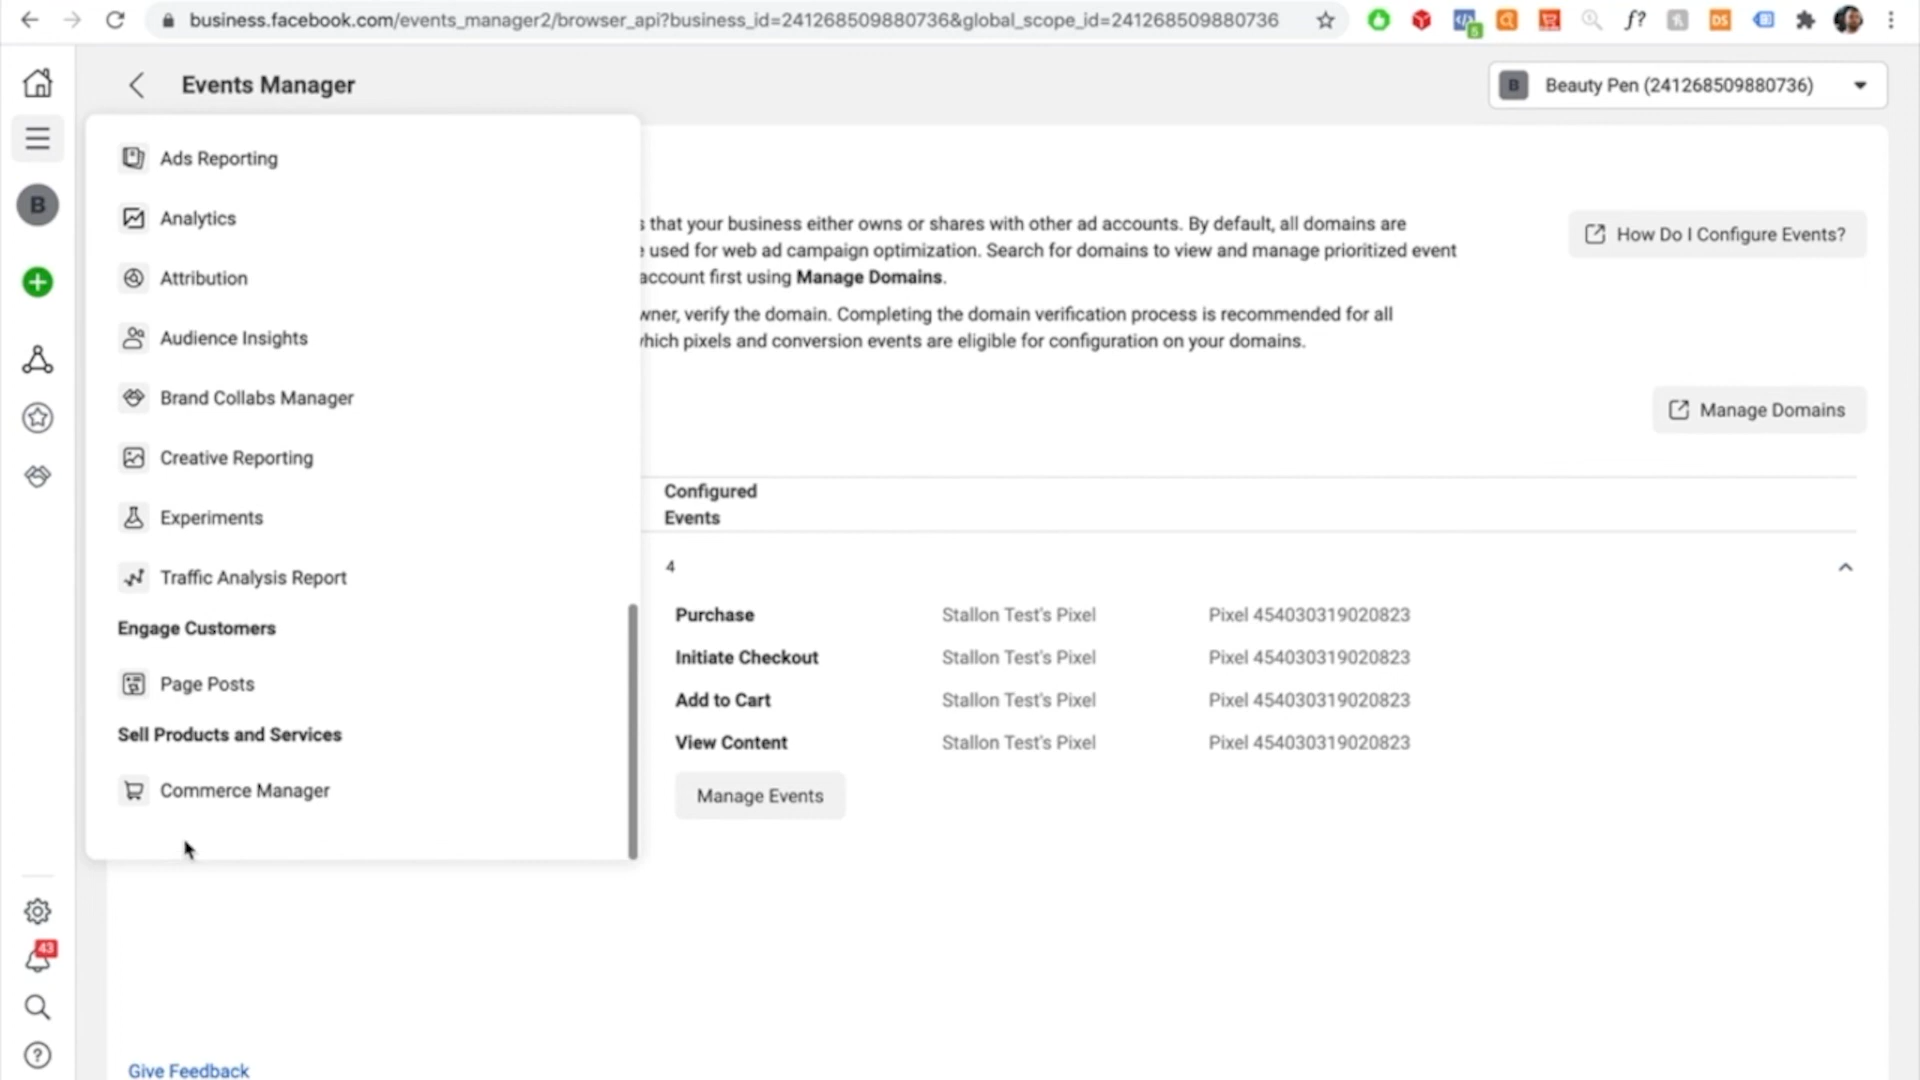 business.facebook.com/events_manager2/browser_api?business_id=241268509880736&global_scope_id=241268509880736
5
f?
DS
Events Manager
B Beauty Pen (241268509880736)
B
Ads Reporting
Analytics
Attribution
Audience Insights
Brand Collabs Manager
Creative Reporting
Experiments
Traffic Analysis Report
Engage Customers
Page Posts
Sell Products and Services
Commerce Manager
that your business either owns or shares with other ad accounts. By default, all domains are
used for web ad campaign optimization. Search for domains to view and manage prioritized event
account first using Manage Domains.
wner, verify the domain. Completing the domain verification process is recommended for all
hich pixels and conversion events are eligible for configuration on your domains.
How Do I Configure Events?
Manage Domains
Configured
Events
4
Purchase Stallon Test's Pixel Pixel 454030319020823
Initiate Checkout Stallon Test's Pixel Pixel 454030319020823
Add to Cart Stallon Test's Pixel Pixel 454030319020823
View Content Stallon Test's Pixel Pixel 454030319020823
Manage Events
43
Give Feedback